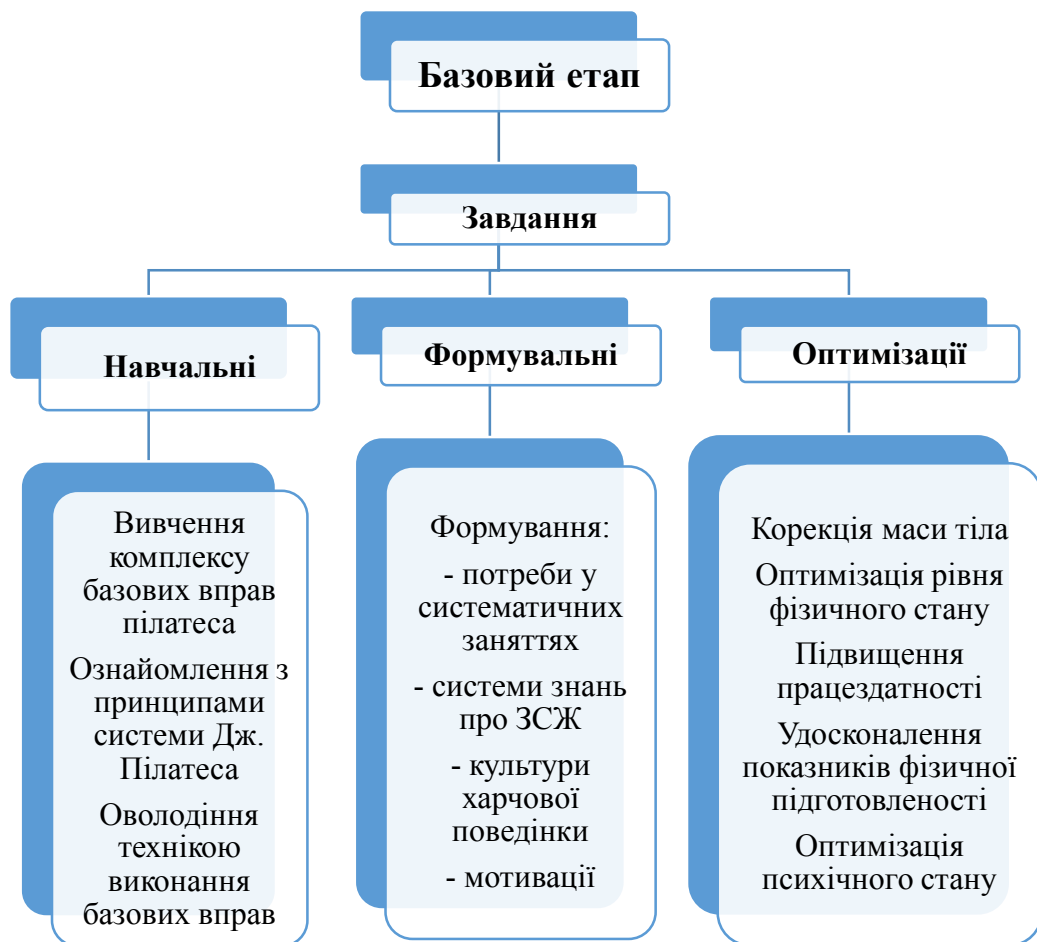 Базовий етап
Завдання
Навчальні
Формувальні
Оптимізації
Вивчення
комплексу
базових вправ
пілатеса
Ознайомлення з
принципами
системи Дж.
Пілатеса
Оволодіння
технікою
виконання
базових вправ
Формування:
- потреби у
систематичних
заняттях
- системи знань
про ЗСЖ
- культури
харчової
поведінки
- мотивації
Корекція маси тіла
Оптимізація рівня
фізичного стану
Підвищення
працездатності
Удосконалення
показників фізичної
підготовленості
Оптимізація
психічного стану